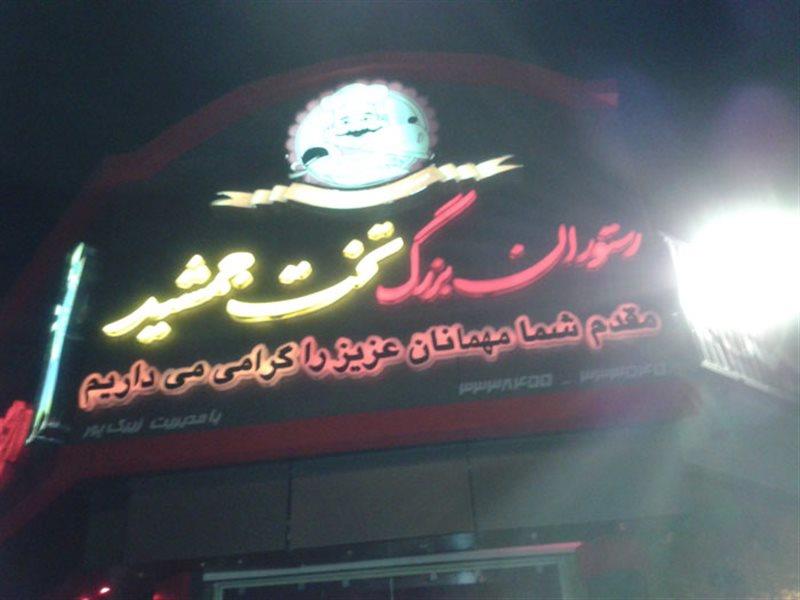 رستوران بزرگ تخت جمشید
مقدم شما مهمانان عزیز را گرامی می داریم
با مدیریت